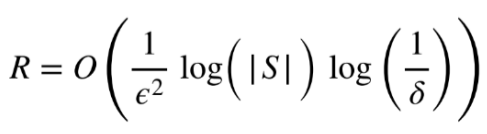 R = O( 1/ϵ² log( |S| ) log( 1/δ ) )